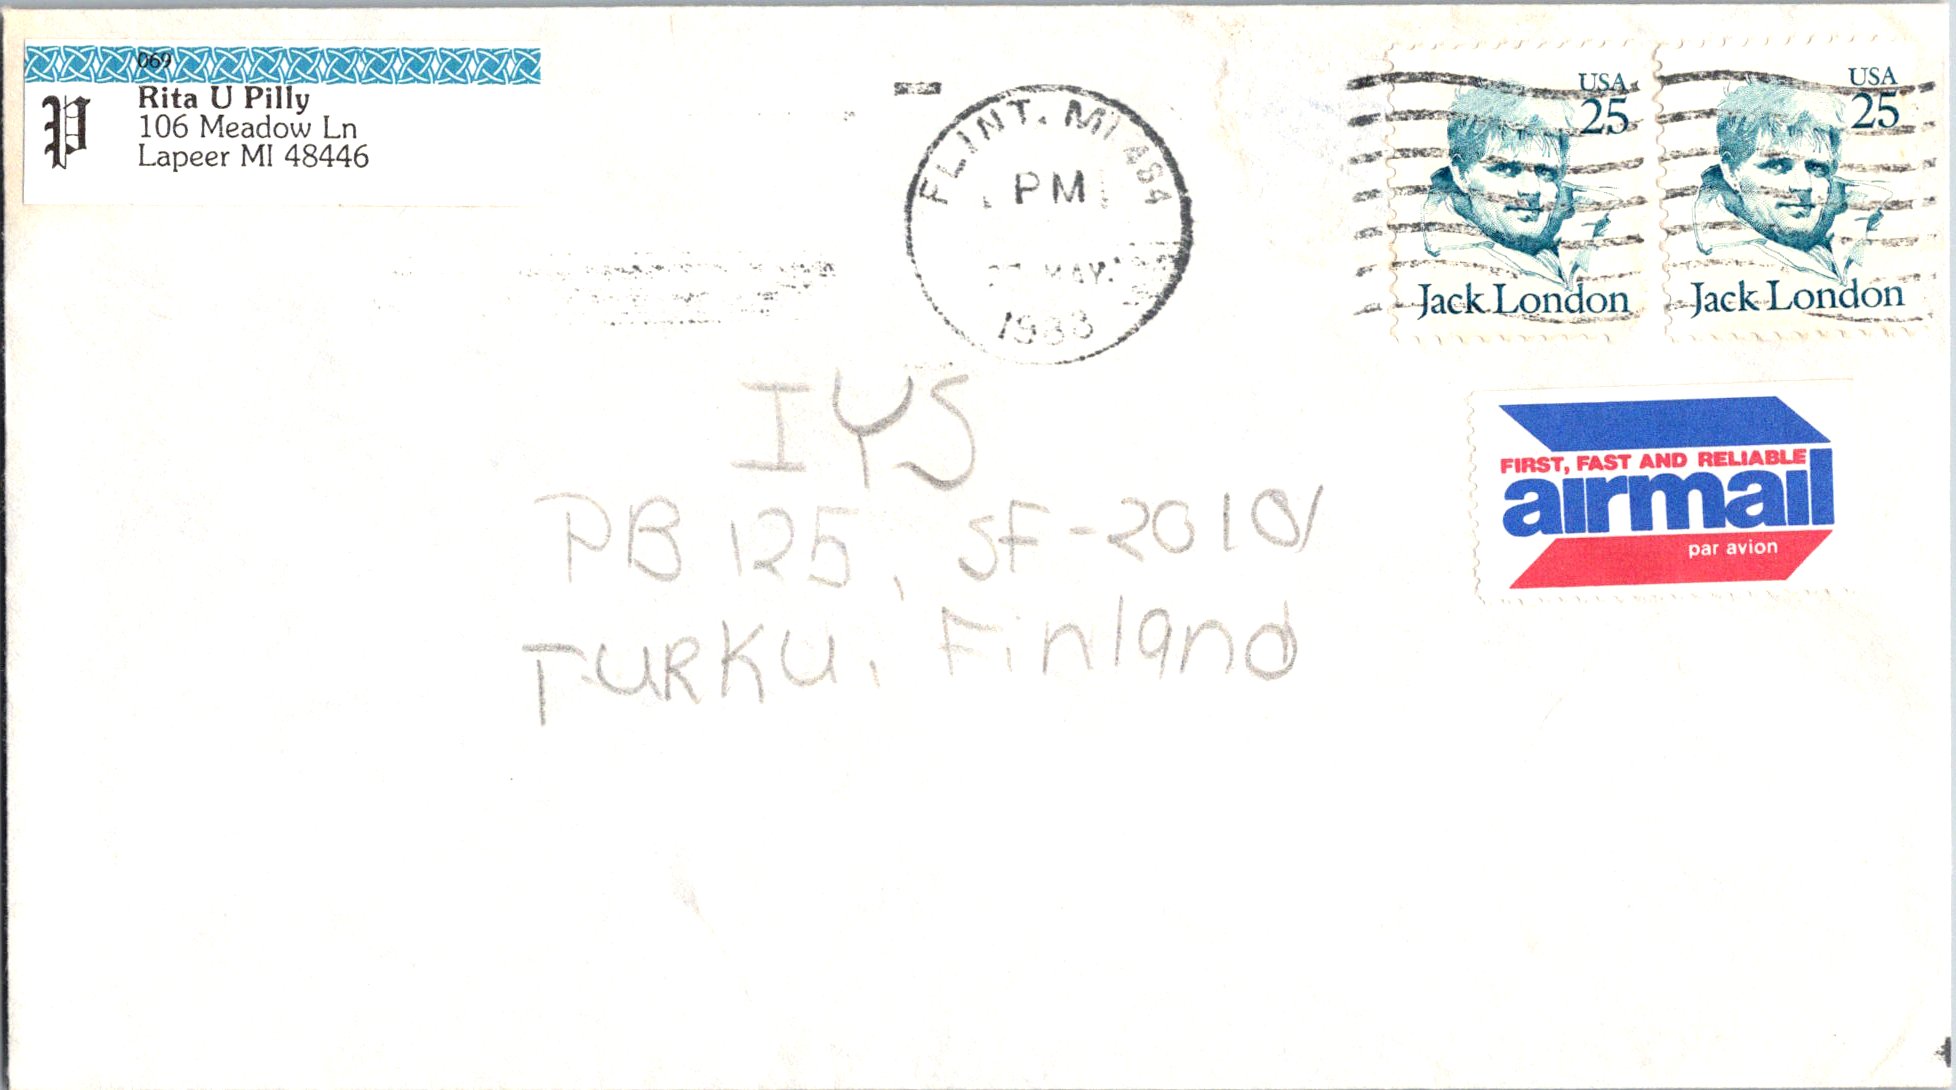 069
P
Rita U Pilly
106 Meadow Ln
Lapeer MI 48446
FLINT. MI 484
PM
MAY
1988
USA
25
Jack London
USA
25
Jack London
FIRST, FAST AND RELIABLE
airmail
par avion
IYS
PB 125, SF-20101
TURKU, Finland